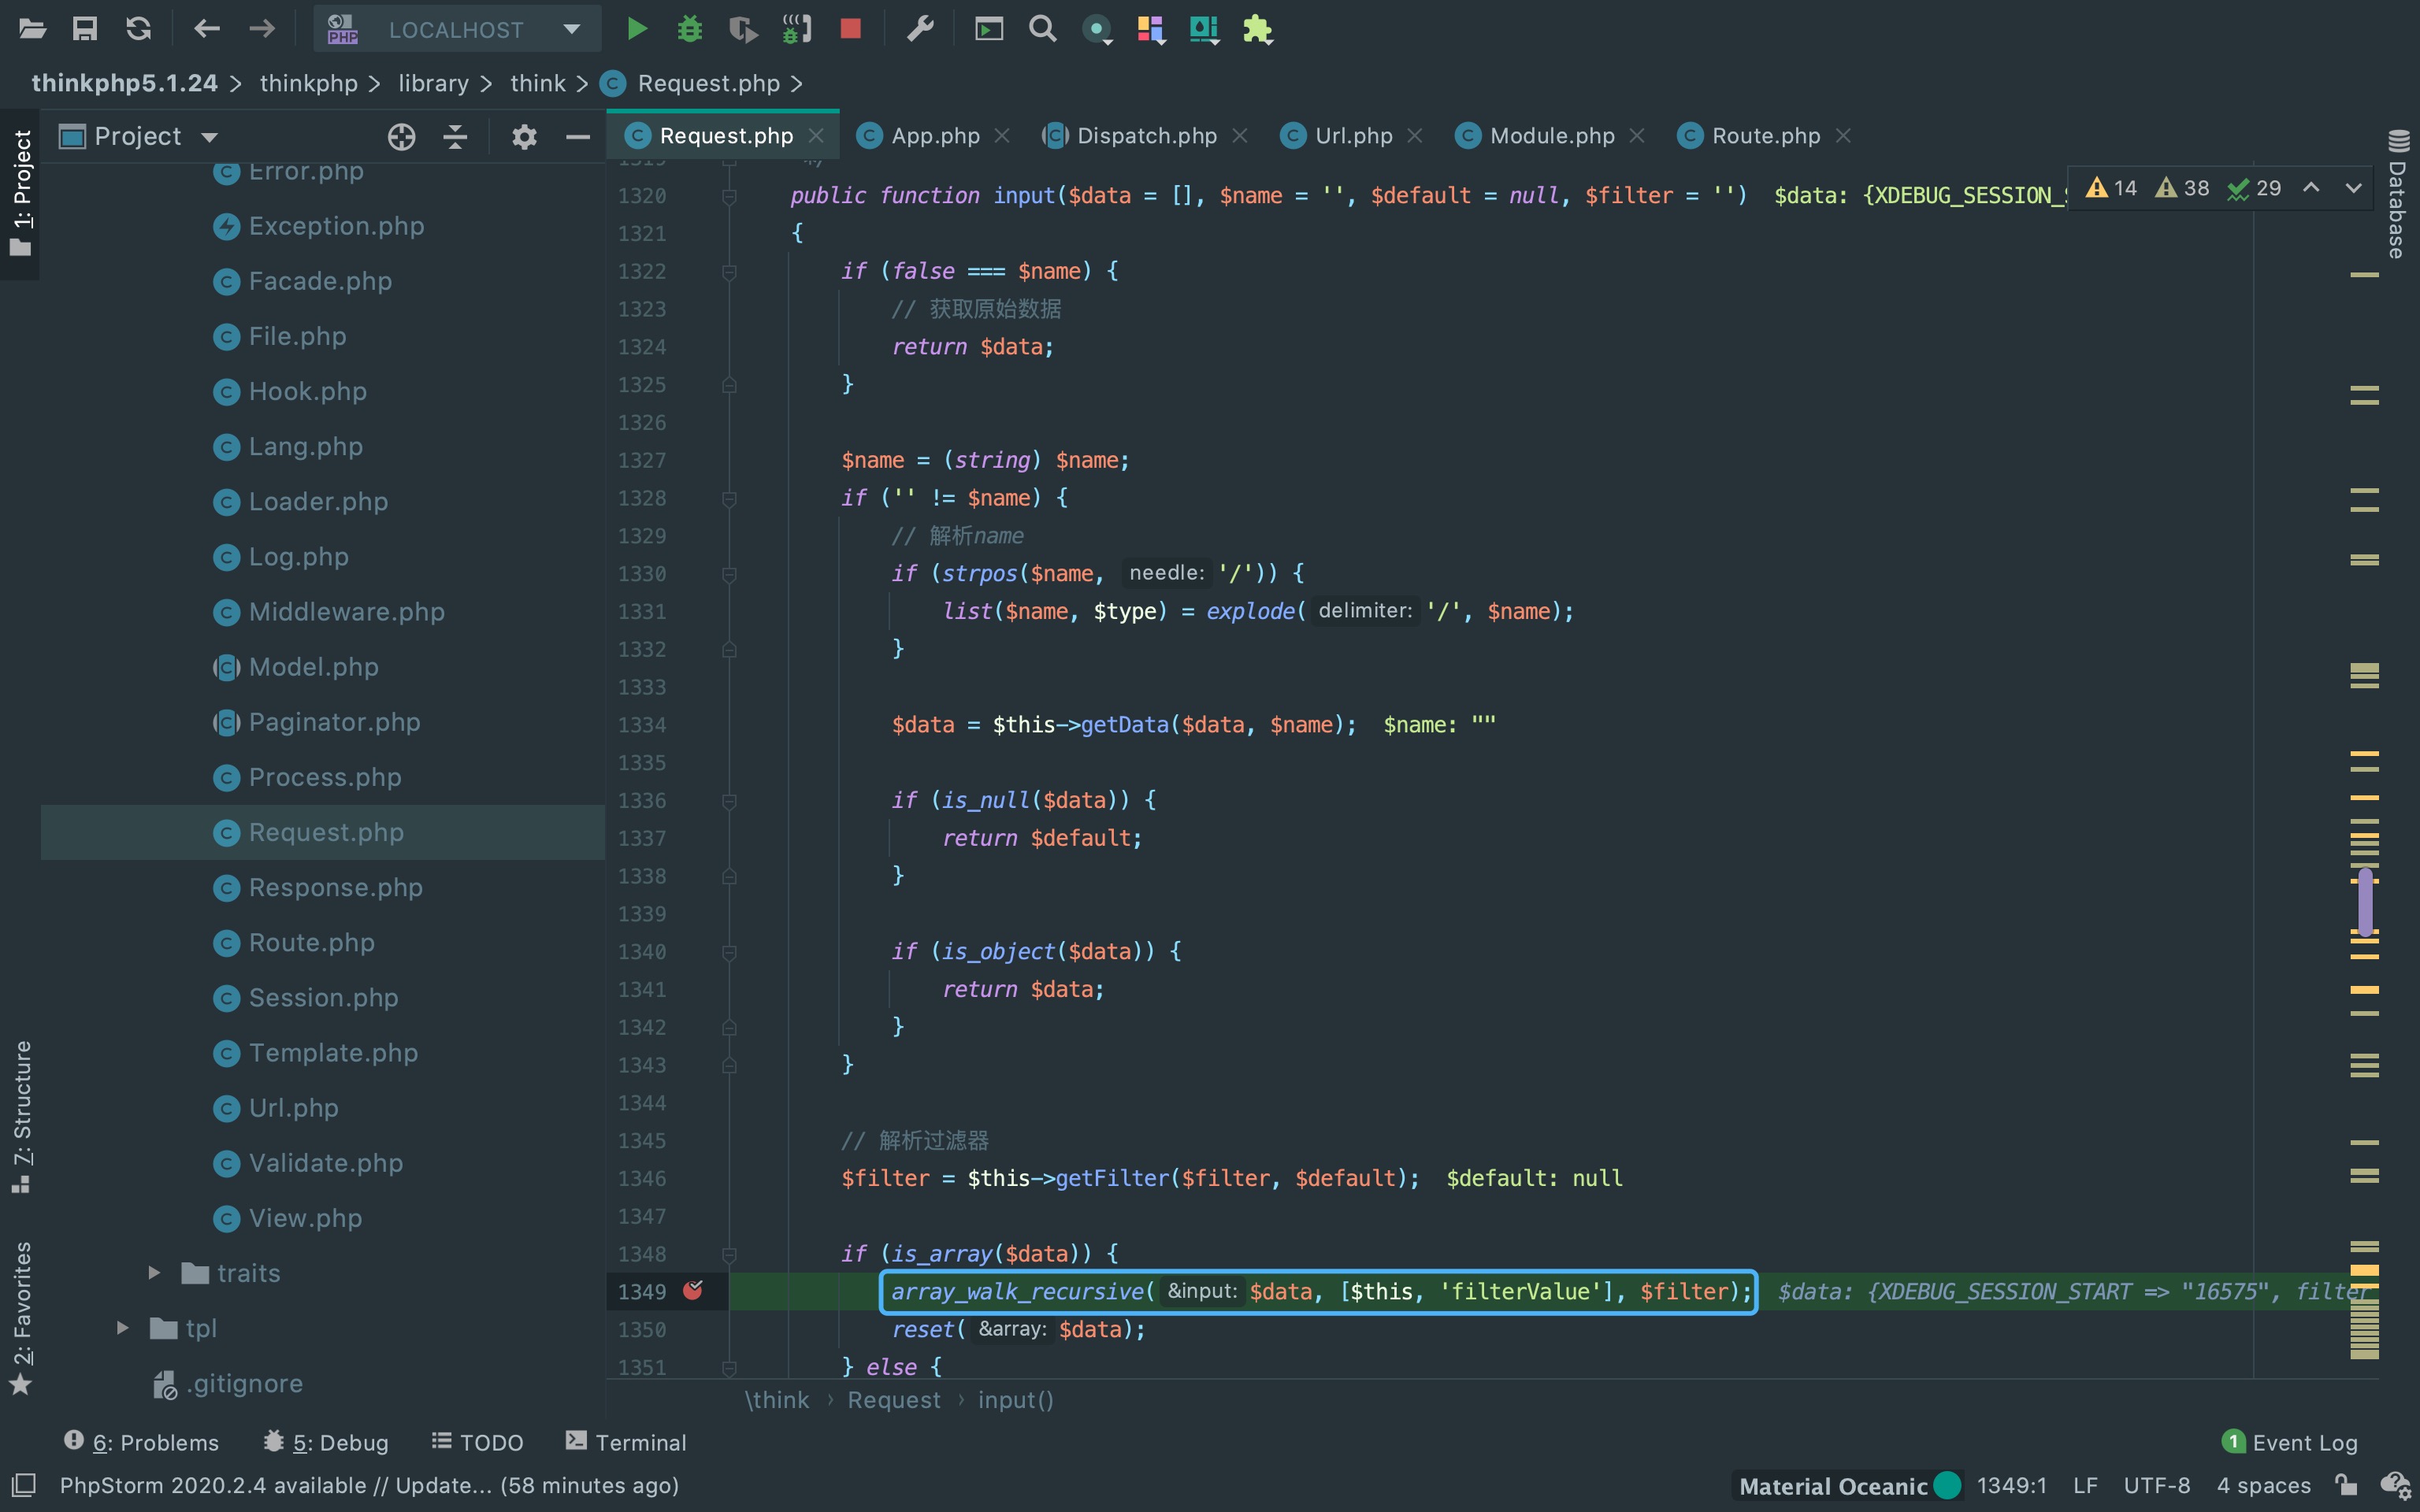 PHP LOCALHOST
thinkphp5.1.24 > thinkphp > library > think > Request.php >
1: Project
7: Structure
2: Favorites
Project
Error.php
Exception.php
Facade.php
File.php
Hook.php
Lang.php
Loader.php
Log.php
Middleware.php
Model.php
Paginator.php
Process.php
Request.php
Response.php
Route.php
Session.php
Template.php
Url.php
Validate.php
View.php
traits
tpl
.gitignore
Request.php App.php Dispatch.php Url.php Module.php Route.php
14 38 29
1319 */
1320 public function input($data = [], $name = '', $default = null, $filter = '') $data: {XDEBUG_SESSION_S
1321 {
1322 if (false === $name) {
1323 // 获取原始数据
1324 return $data;
1325 }
1326
1327 $name = (string) $name;
1328 if ('' != $name) {
1329 // 解析name
1330 if (strpos($name, needle: '/')) {
1331 list($name, $type) = explode( delimiter: '/', $name);
1332 }
1333
1334 $data = $this->getData($data, $name); $name: ""
1335
1336 if (is_null($data)) {
1337 return $default;
1338 }
1339
1340 if (is_object($data)) {
1341 return $data;
1342 }
1343 }
1344
1345 // 解析过滤器
1346 $filter = $this->getFilter($filter, $default); $default: null
1347
1348 if (is_array($data)) {
1349 array_walk_recursive( &input: $data, [$this, 'filterValue'], $filter); $data: {XDEBUG_SESSION_START => "16575", filter
1350 reset( &array: $data);
1351 } else {
\think › Request › input()
Database
6: Problems 5: Debug TODO Terminal
1 Event Log
PhpStorm 2020.2.4 available // Update... (58 minutes ago)
Material Oceanic 1349:1 LF UTF-8 4 spaces